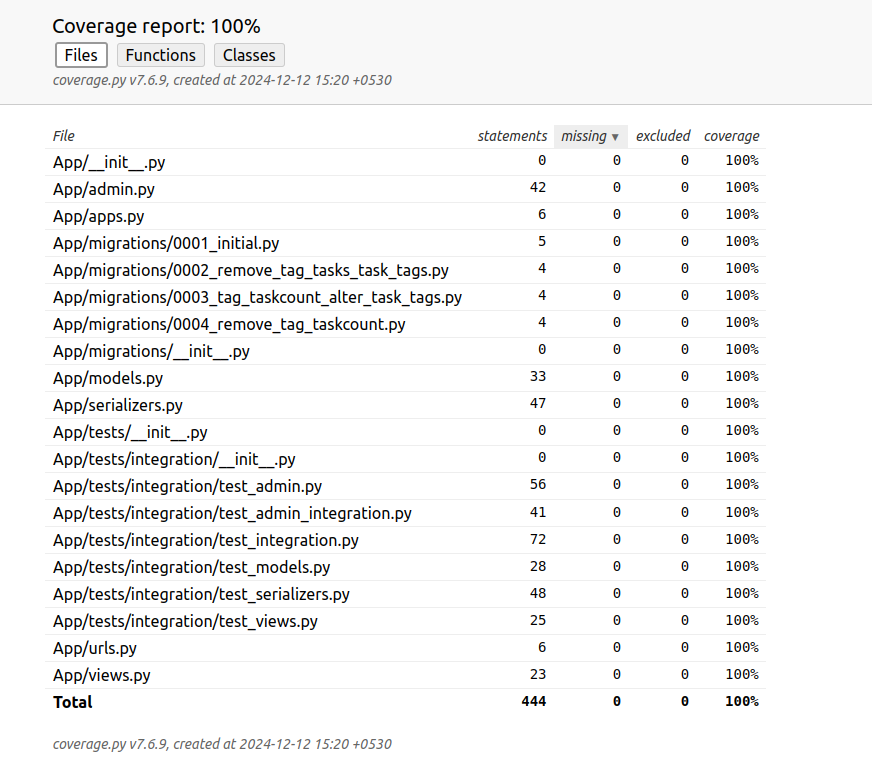 Coverage report: 100%
Files Functions Classes
coverage.py v7.6.9, created at 2024-12-12 15:20 +0530
File statements missing ▼ excluded coverage
App/__init__.py 0 0 0 100%
App/admin.py 42 0 0 100%
App/apps.py 6 0 0 100%
App/migrations/0001_initial.py 5 0 0 100%
App/migrations/0002_remove_tag_tasks_task_tags.py 4 0 0 100%
App/migrations/0003_tag_taskcount_alter_task_tags.py 4 0 0 100%
App/migrations/0004_remove_tag_taskcount.py 4 0 0 100%
App/migrations/__init__.py 0 0 0 100%
App/models.py 33 0 0 100%
App/serializers.py 47 0 0 100%
App/tests/__init__.py 0 0 0 100%
App/tests/integration/__init__.py 0 0 0 100%
App/tests/integration/test_admin.py 56 0 0 100%
App/tests/integration/test_admin_integration.py 41 0 0 100%
App/tests/integration/test_integration.py 72 0 0 100%
App/tests/integration/test_models.py 28 0 0 100%
App/tests/integration/test_serializers.py 48 0 0 100%
App/tests/integration/test_views.py 25 0 0 100%
App/urls.py 6 0 0 100%
App/views.py 23 0 0 100%
Total 444 0 0 100%
coverage.py v7.6.9, created at 2024-12-12 15:20 +0530